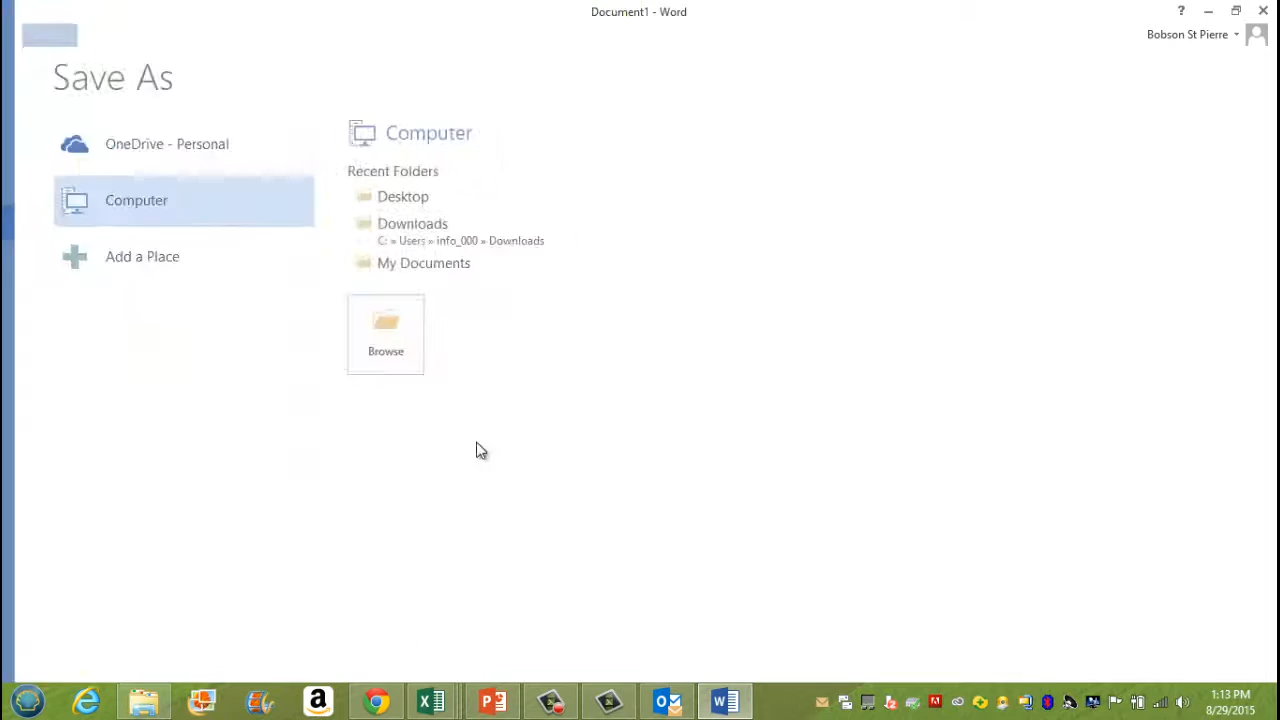 Document1 - Word
?
Bobson St Pierre
Save As
OneDrive - Personal
Computer
Add a Place
Computer
Recent Folders
Desktop
Downloads
C: » Users » info_000 » Downloads
My Documents
Browse
1:13 PM
8/29/2015